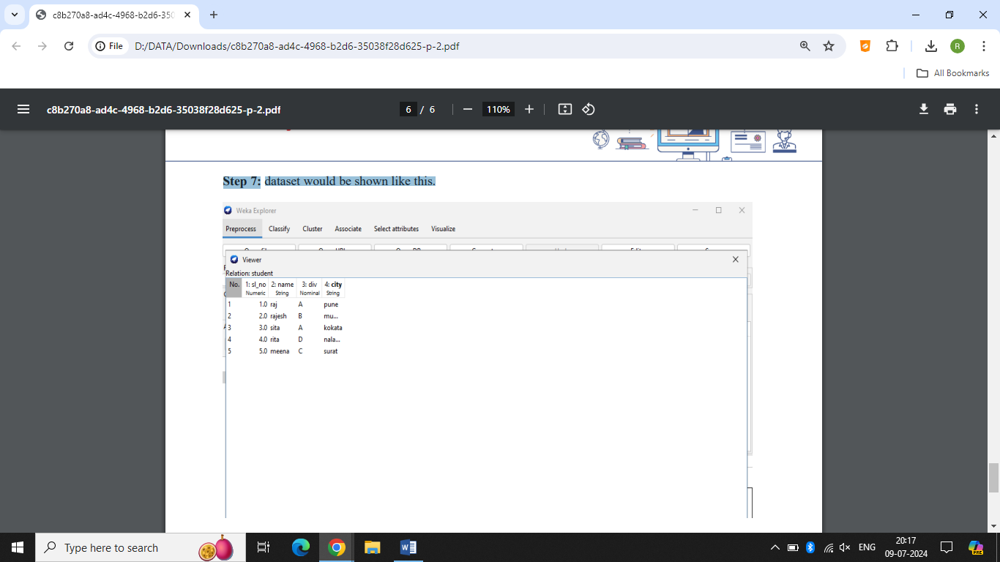 c8b270a8-ad4c-4968-b2d6-350
File D:/DATA/Downloads/c8b270a8-ad4c-4968-b2d6-35038f28d625-p-2.pdf R
All Bookmarks
c8b270a8-ad4c-4968-b2d6-35038f28d625-p-2.pdf 6 / 6 110%
Step 7: dataset would be shown like this.
Weka Explorer
Preprocess Classify Cluster Associate Select attributes Visualize
Viewer
Relation: student
No. 1: sl_no 2: name 3: div 4: city
Numeric String Nominal String
1 1.0 raj A pune
2 2.0 rajesh B mu...
3 3.0 sita A kokata
4 4.0 rita D nala...
5 5.0 meena C surat
Type here to search ENG 20:17
09-07-2024
PRE